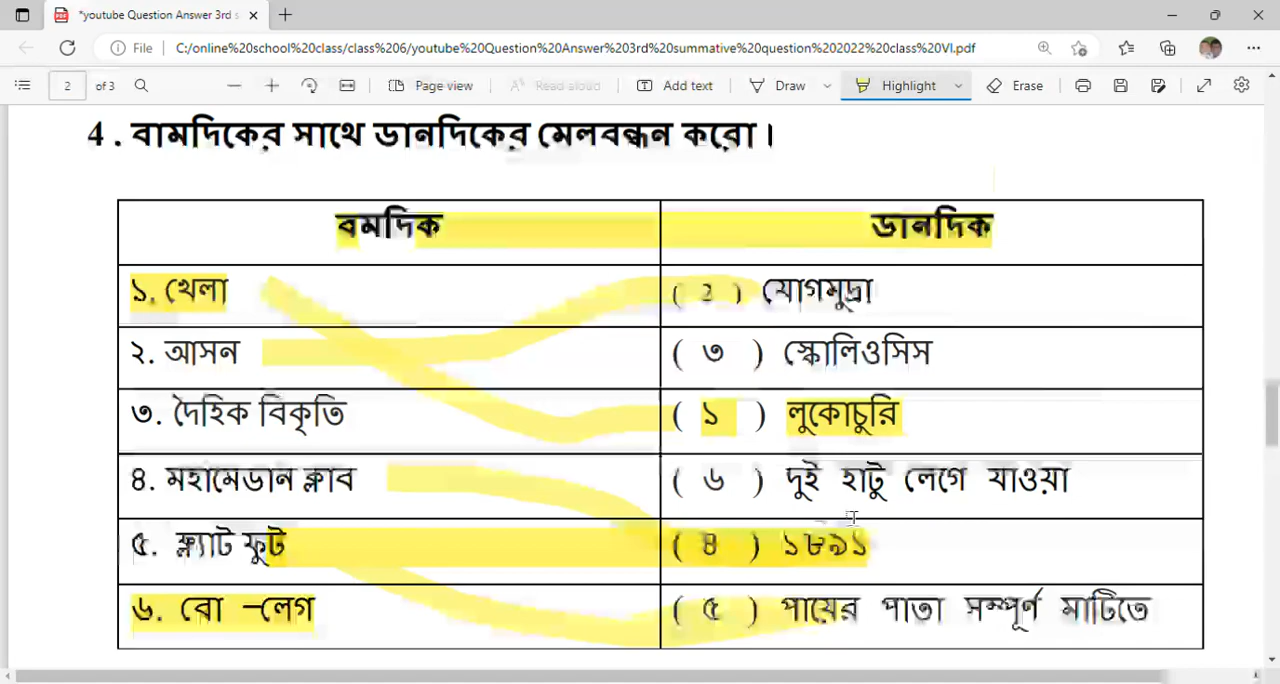 *youtube Question Answer 3rd s
File C:/online%20school%20class/class%206/youtube%20Question%20Answer%203rd%20summative%20question%202022%20class%20VI.pdf
2 of 3 Page view Read aloud Add text Draw Highlight Erase
4 . বামদিকের সাথে ডানদিকের মেলবন্ধন করো।
বমদিক ডানদিক
১. খেলা ( ২ ) যোগমুদ্রা
২. আসন ( ৩ ) স্কোলিওসিস
৩. দৈহিক বিকৃতি ( ১ ) লুকোচুরি
৪. মহামেডান ক্লাব ( ৬ ) দুই হাটু লেগে যাওয়া
৫. ফ্ল্যাট ফুট ( ৪ ) ১৮৯১
৬. বো –লেগ ( ৫ ) পায়ের পাতা সম্পূর্ণ মাটিতে